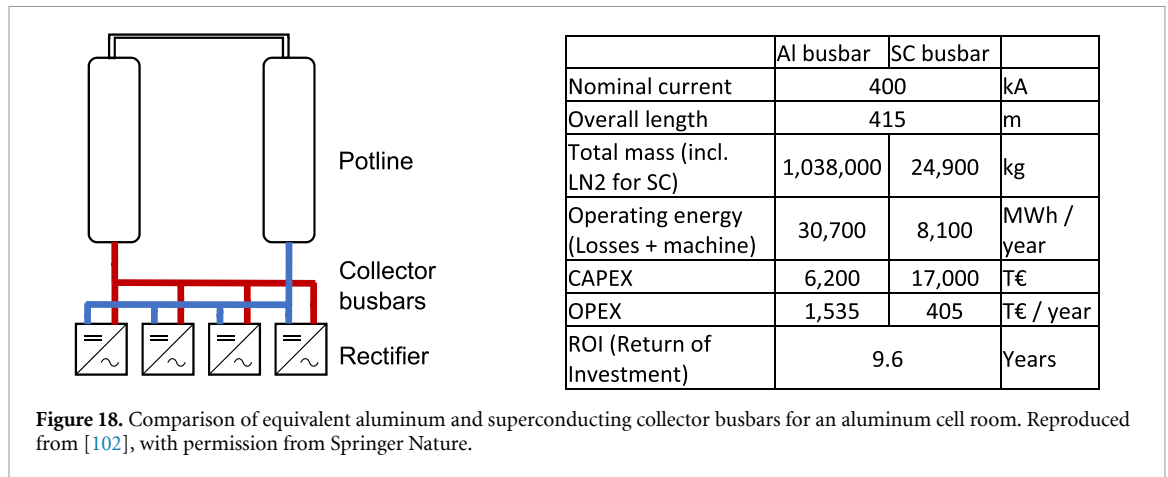 Potline
Collector
busbars
Rectifier
Al busbar SC busbar
Nominal current 400 kA
Overall length 415 m
Total mass (incl.
LN2 for SC) 1,038,000 24,900 kg
Operating energy
(Losses + machine) 30,700 8,100 MWh /
year
CAPEX 6,200 17,000 T€
OPEX 1,535 405 T€ / year
ROI (Return of
Investment) 9.6 Years
Figure 18. Comparison of equivalent aluminum and superconducting collector busbars for an aluminum cell room. Reproduced
from [102], with permission from Springer Nature.